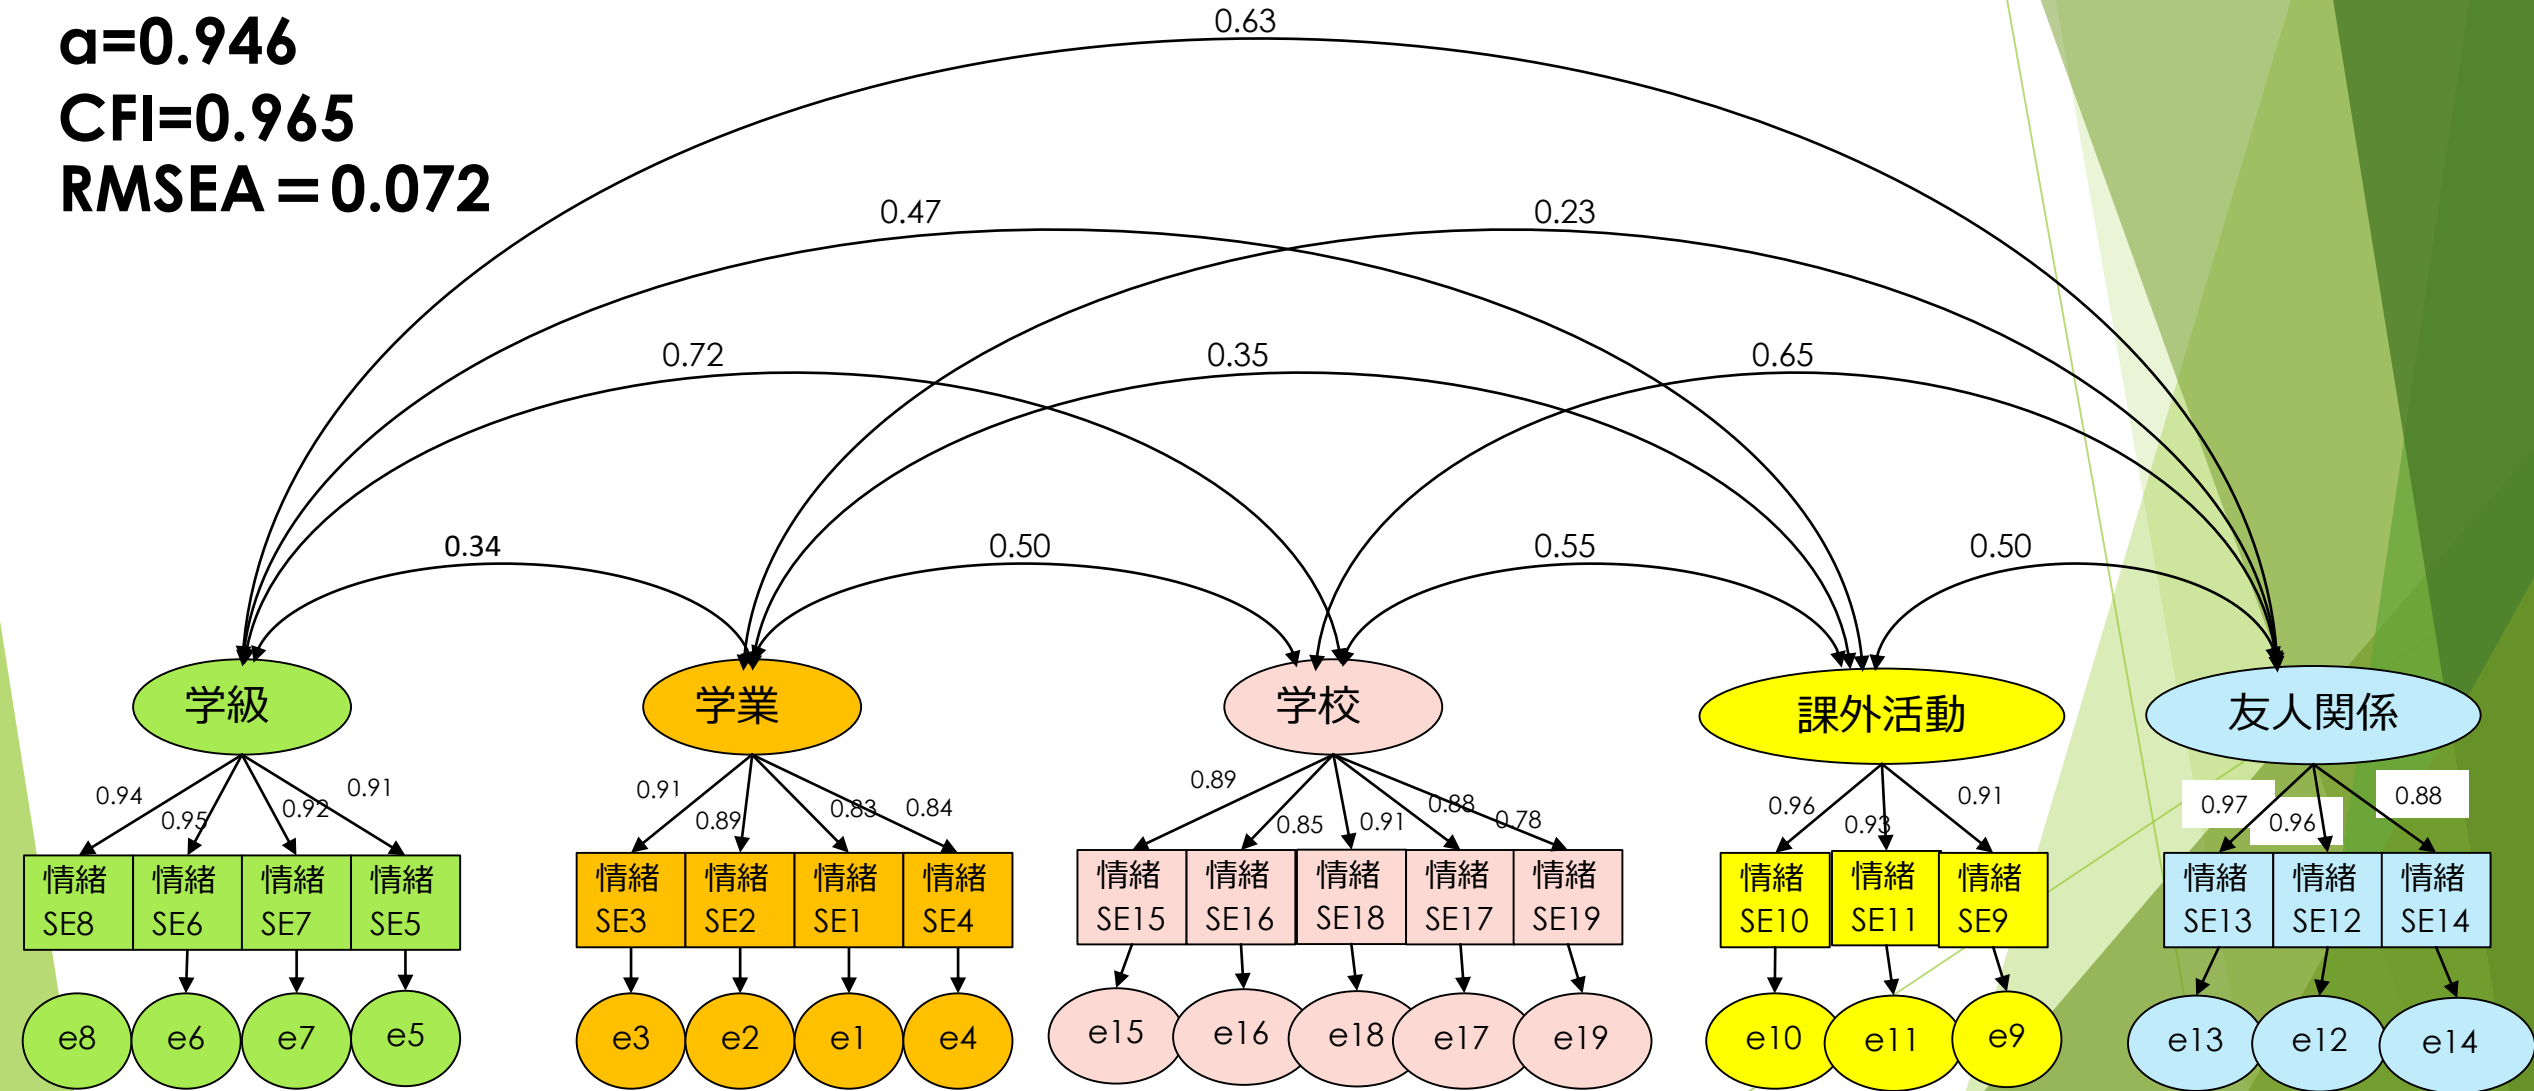 a=0.946
CFI=0.965
RMSEA＝0.072
0.63
0.47
0.23
0.72
0.35
0.65
0.34
0.50
0.55
0.50
学級
学業
学校
課外活動
友人関係
0.94
0.95
0.92
0.91
0.91
0.89
0.83
0.84
0.89
0.85
0.91
0.88
0.78
0.96
0.93
0.91
0.97
0.96
0.88
情緒
SE8
情緒
SE6
情緒
SE7
情緒
SE5
情緒
SE3
情緒
SE2
情緒
SE1
情緒
SE4
情緒
SE15
情緒
SE16
情緒
SE18
情緒
SE17
情緒
SE19
情緒
SE10
情緒
SE11
情緒
SE9
情緒
SE13
情緒
SE12
情緒
SE14
e8
e6
e7
e5
e3
e2
e1
e4
e15
e16
e18
e17
e19
e10
e11
e9
e13
e12
e14